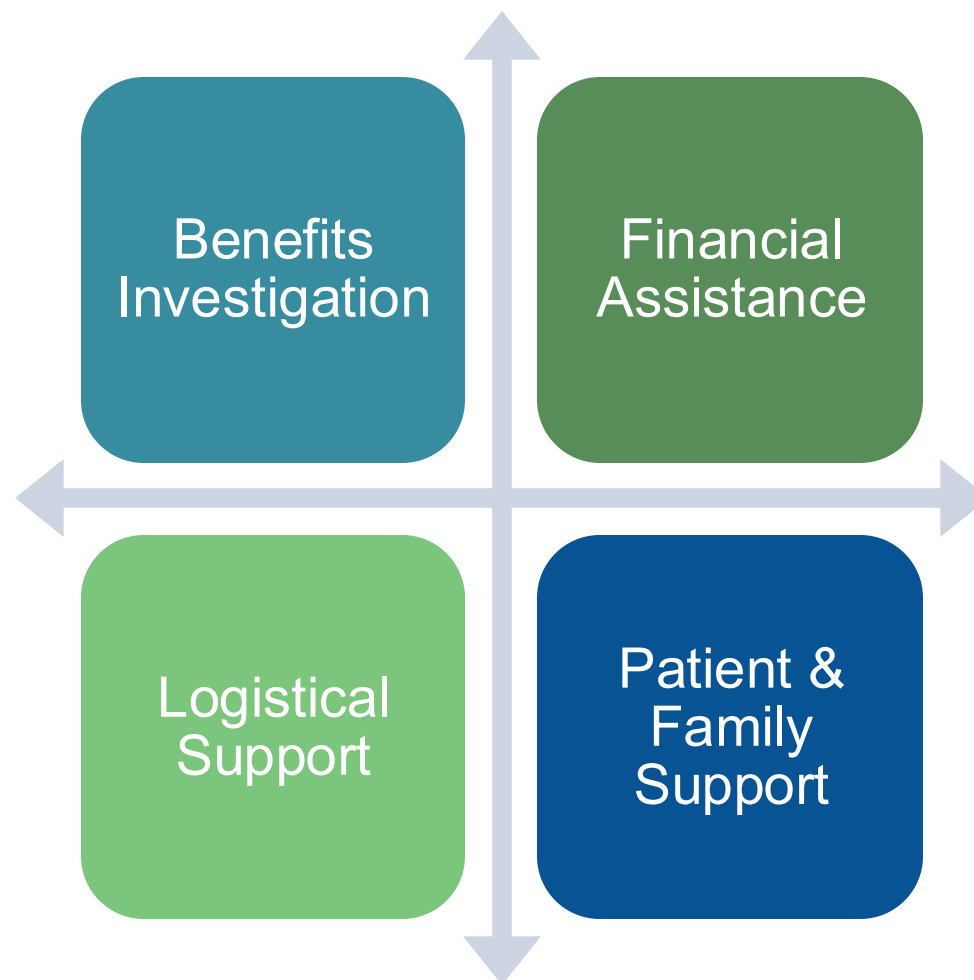 Benefits
Investigation
Financial
Assistance
Logistical
Support
Patient &
Family
Support